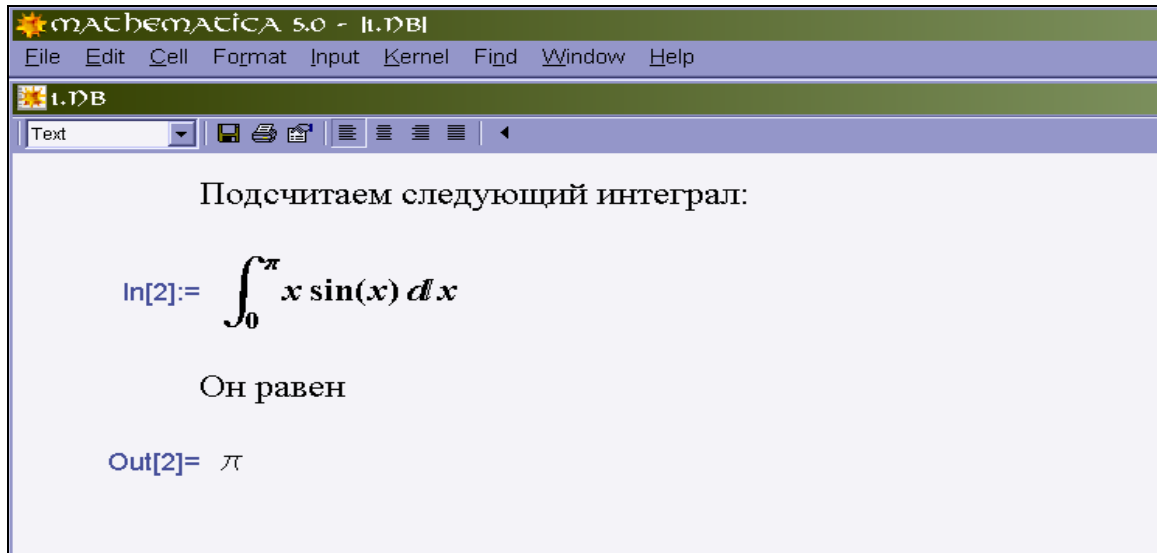 Mathematica 5.0 - [1.NB]
File Edit Cell Format Input Kernel Find Window Help
1.NB
Text
Подсчитаем следующий интеграл:
In[2]:= ∫₀^π x sin(x) ⅆx
Он равен
Out[2]= π